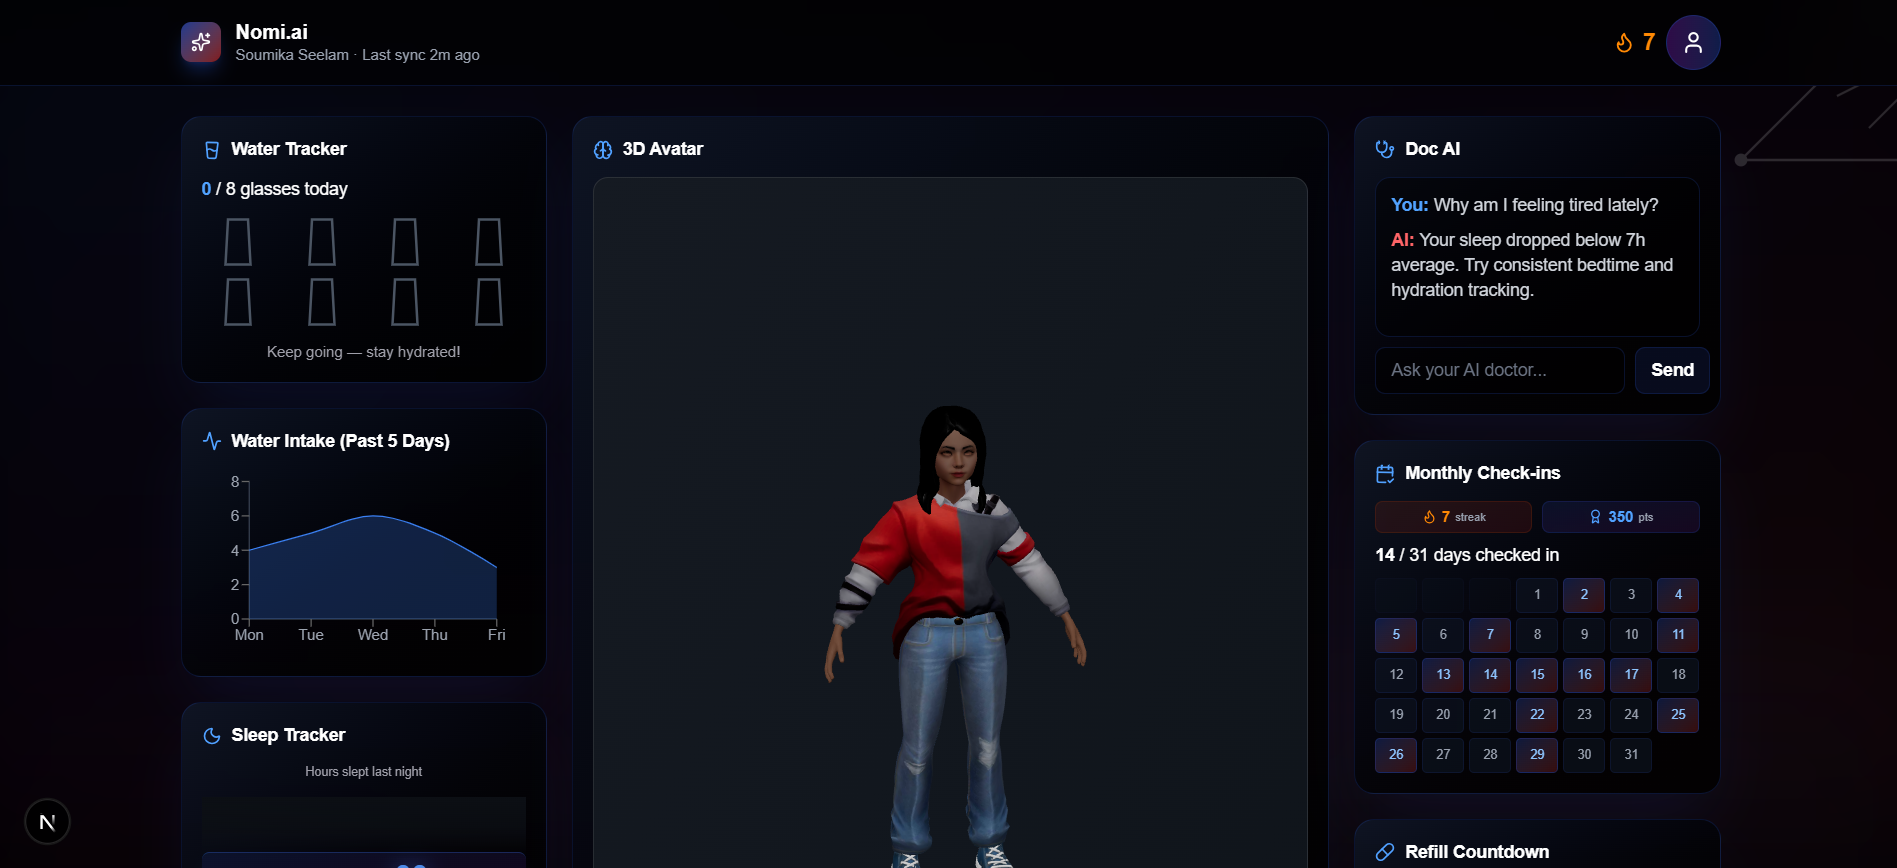 Nomi.ai
Soumika Seelam · Last sync 2m ago
7
Water Tracker
0 / 8 glasses today
Keep going — stay hydrated!
Water Intake (Past 5 Days)
8
6
4
2
0
Mon Tue Wed Thu Fri
Sleep Tracker
Hours slept last night
N
3D Avatar
Doc AI
You: Why am I feeling tired lately?
AI: Your sleep dropped below 7h
average. Try consistent bedtime and
hydration tracking.
Ask your AI doctor...
Send
Monthly Check-ins
7 streak
350 pts
14 / 31 days checked in
1 2 3 4
5 6 7 8 9 10 11
12 13 14 15 16 17 18
19 20 21 22 23 24 25
26 27 28 29 30 31
Refill Countdown